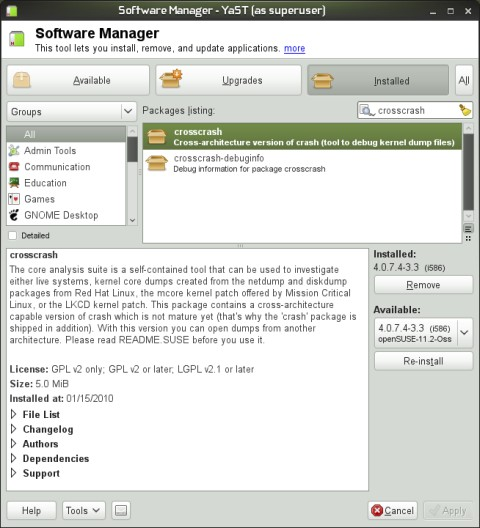 Software Manager - YaST (as superuser)
Software Manager
This tool lets you install, remove, and update applications. more
Available
Upgrades
Installed
All
Groups
Packages listing:
crosscrash
All
Admin Tools
Communication
Education
Games
GNOME Desktop
Detailed
crosscrash
Cross-architecture version of crash (tool to debug kernel dump files)
crosscrash-debuginfo
Debug information for package crosscrash
crosscrash
The core analysis suite is a self-contained tool that can be used to investigate
either live systems, kernel core dumps created from the netdump and diskdump
packages from Red Hat Linux, the mcore kernel patch offered by Mission Critical
Linux, or the LKCD kernel patch. This package contains a cross-architecture
capable version of crash which is not mature yet (that's why the 'crash' package is
shipped in addition). With this version you can open dumps from another
architecture. Please read README.SUSE before you use it.
License: GPL v2 only; GPL v2 or later; LGPL v2.1 or later
Size: 5.0 MiB
Installed at: 01/15/2010
File List
Changelog
Authors
Dependencies
Support
Installed:
4.0.7.4-3.3 (i586)
Remove
Available:
4.0.7.4-3.3 (i586)
openSUSE-11.2-Oss
Re-install
Help
Tools
Cancel
Apply